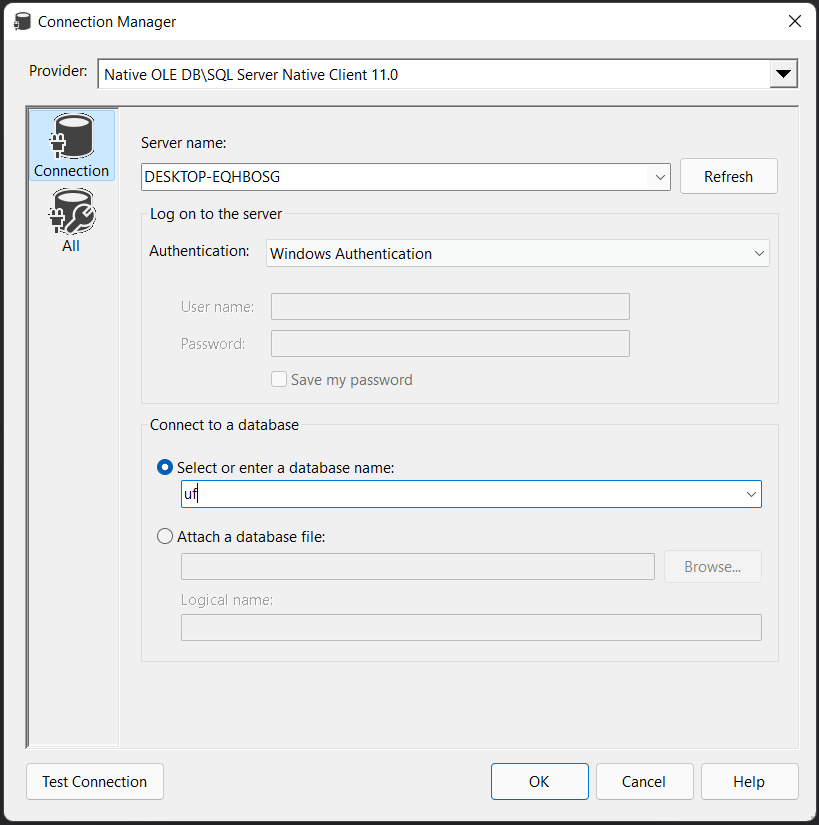 Connection Manager
Provider:
Native OLE DB\SQL Server Native Client 11.0
Connection
All
Server name:
DESKTOP-EQHBOSG
Refresh
Log on to the server
Authentication:
Windows Authentication
User name:
Password:
Save my password
Connect to a database
Select or enter a database name:
uf
Attach a database file:
Browse...
Logical name:
Test Connection
OK
Cancel
Help